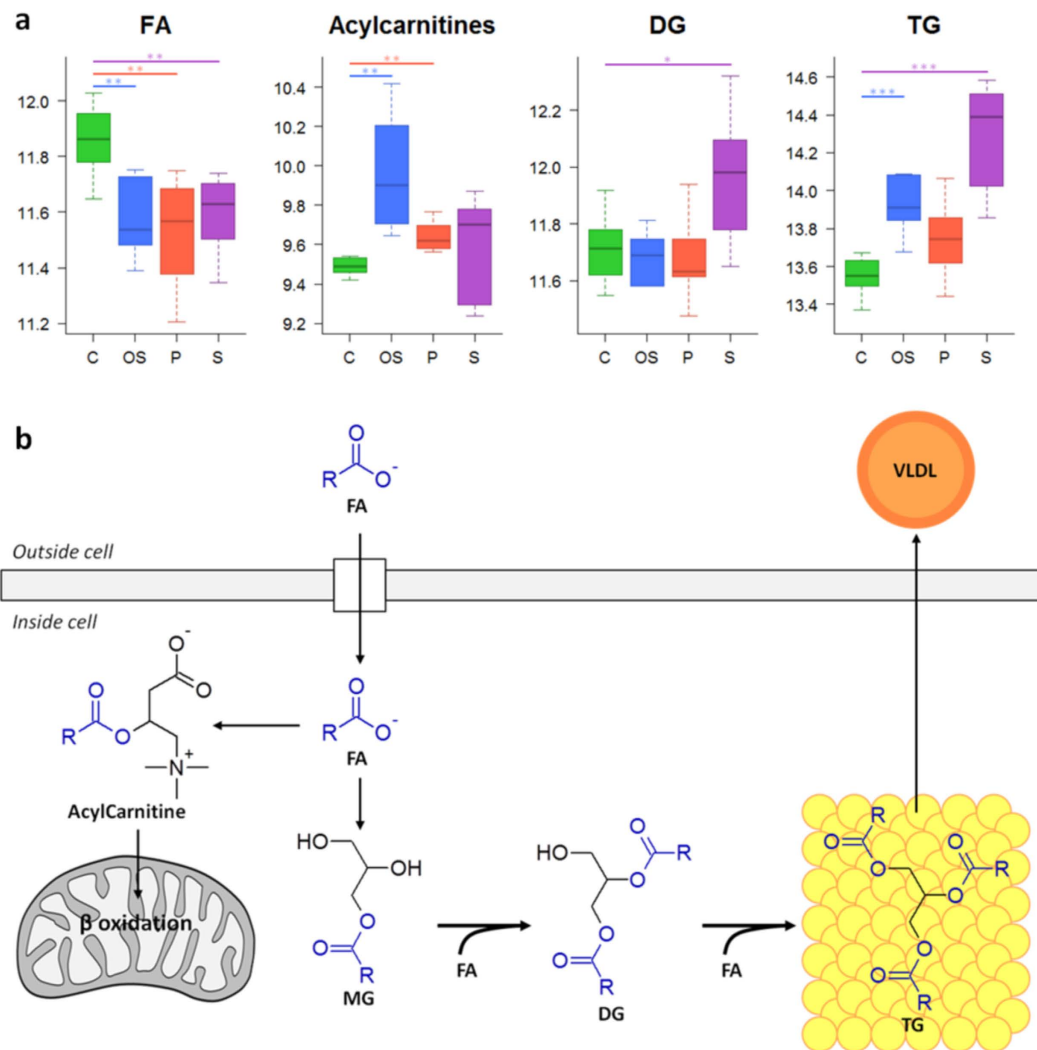 a
FA
Acylcarnitines
DG
TG
**
**
**
12.0
11.8
11.6
11.4
11.2
C OS P S
**
**
10.4
10.2
10.0
9.8
9.6
9.4
9.2
C OS P S
*
12.2
12.0
11.8
11.6
C OS P S
***
***
14.6
14.4
14.2
14.0
13.8
13.6
13.4
C OS P S
b
O
R O-
FA
VLDL
Outside cell
Inside cell
O-
O
O
R O
N+
AcylCarnitine
O
R O-
FA
β oxidation
HO
OH
O
O
R
MG
FA
HO
O
R
O
O
O
R
DG
FA
R
O
O
O
R
O
O
O
R
TG